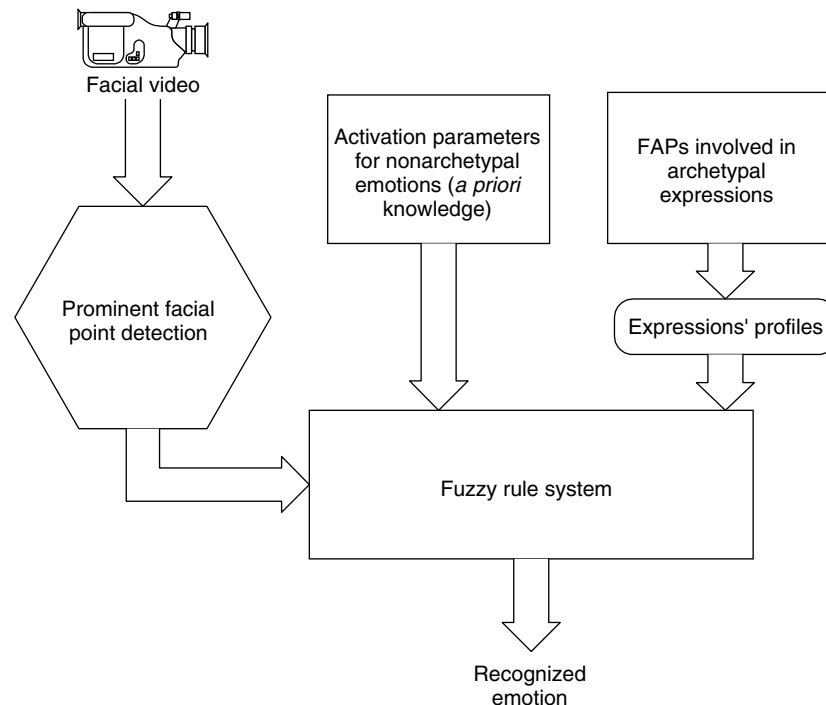 Facial video
Activation parameters
for nonarchetypal
emotions (a priori
knowledge)
FAPs involved in
archetypal
expressions
Prominent facial
point detection
Expressions' profiles
Fuzzy rule system
Recognized
emotion